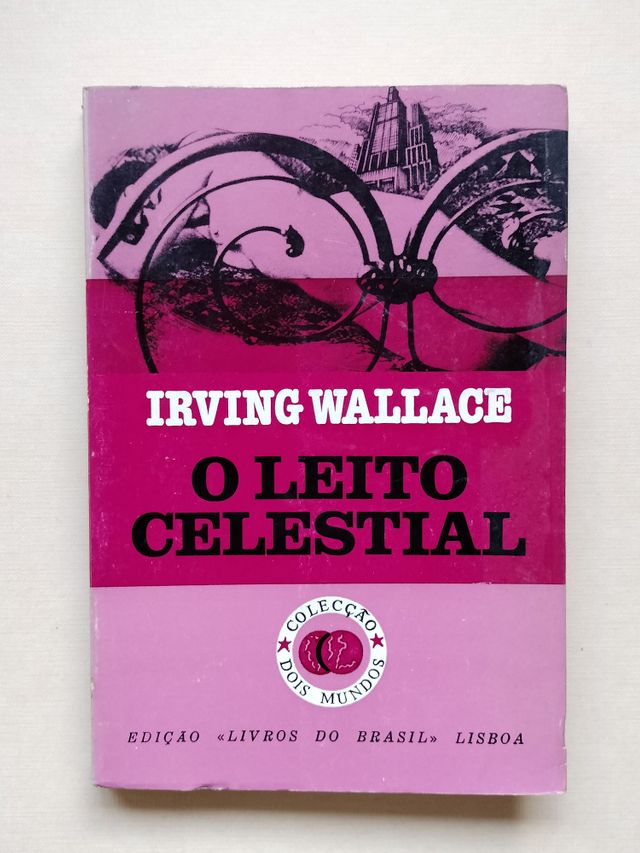 IRVING WALLACE
O LEITO
CELESTIAL
COLECÇÃO
DOIS MUNDOS
EDIÇÃO «LIVROS DO BRASIL» LISBOA